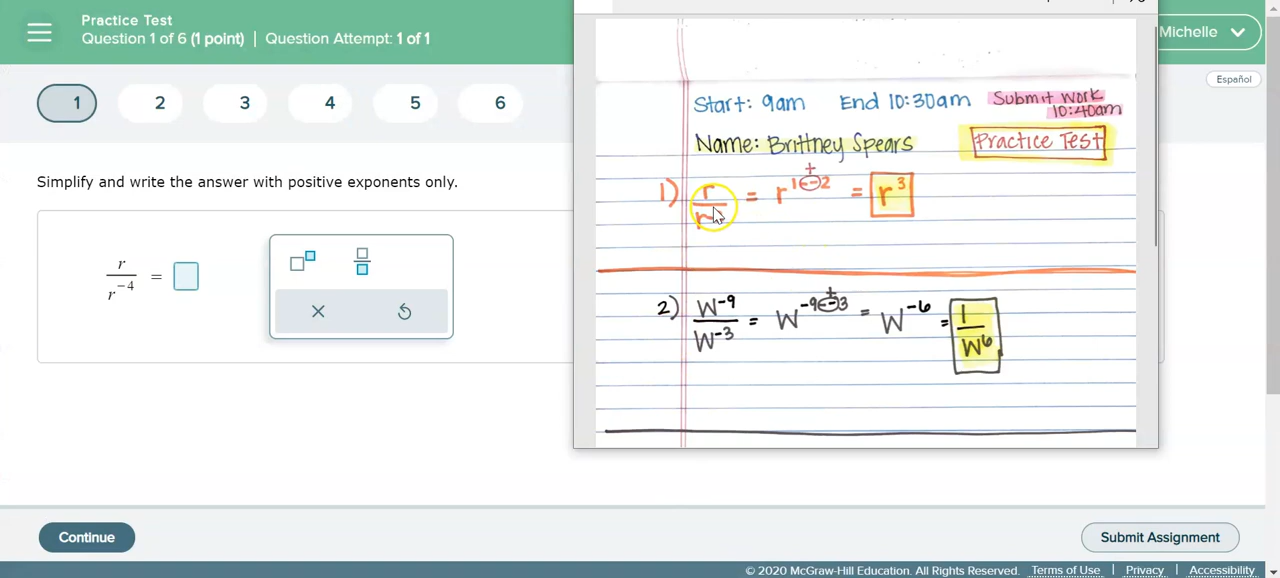 Practice Test
Question 1 of 6 (1 point) | Question Attempt: 1 of 1
Michelle
1 2 3 4 5 6
Español
Simplify and write the answer with positive exponents only.
r/r^-4 =
Start: 9am End 10:30am Submit Work 10:40am
Name: Brittney Spears Practice Test
1) r/r = r^1--2 = r^3
+
2) W^-9/W^-3 = W^-9--3 = W^-6 = 1/W^6
+
Continue
Submit Assignment
© 2020 McGraw-Hill Education. All Rights Reserved. Terms of Use | Privacy | Accessibility